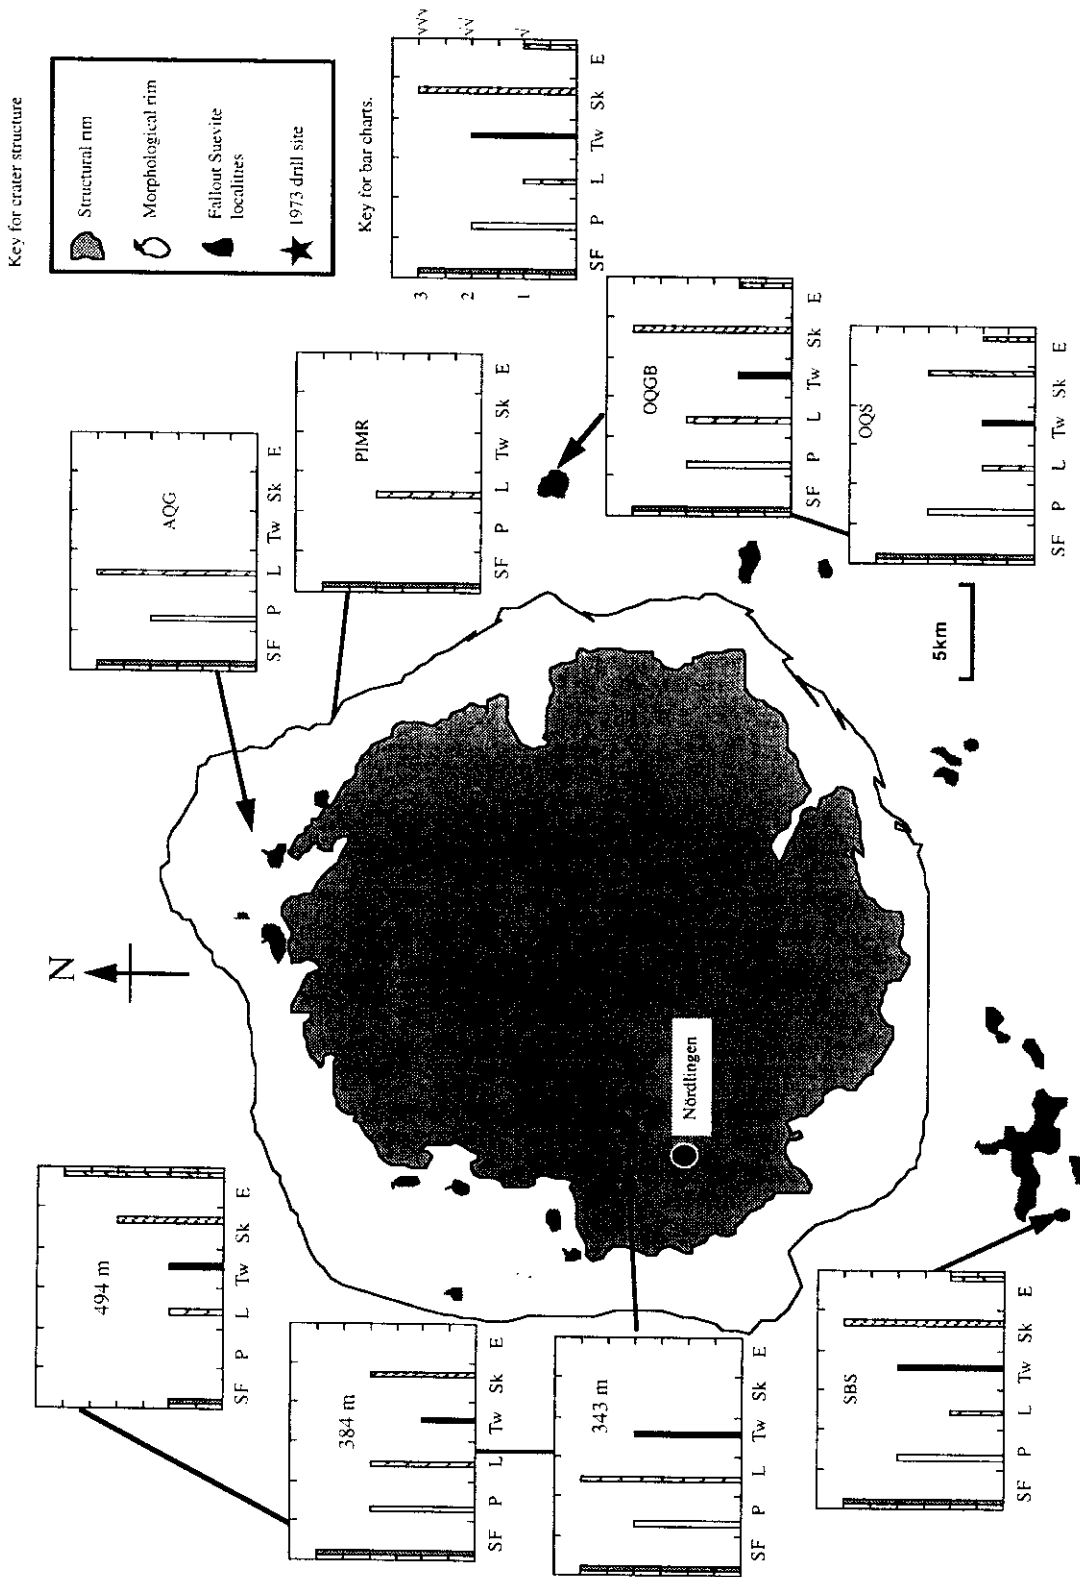 Key for crater structure
Structural rim
Morphological rim
Fallout Suevite
localities
1973 drill site
Key for bar charts.
3
2
1
√√√
√√
√
SF P L Tw Sk E
AQG
SF P L Tw Sk E
PIMR
SF P L Tw Sk E
OQGB
SF P L Tw Sk E
OQS
SF P L Tw Sk E
5km
N
Nördlingen
494 m
SF P L Tw Sk E
384 m
SF P L Tw Sk E
343 m
SF P L Tw Sk E
SBS
SF P L Tw Sk E